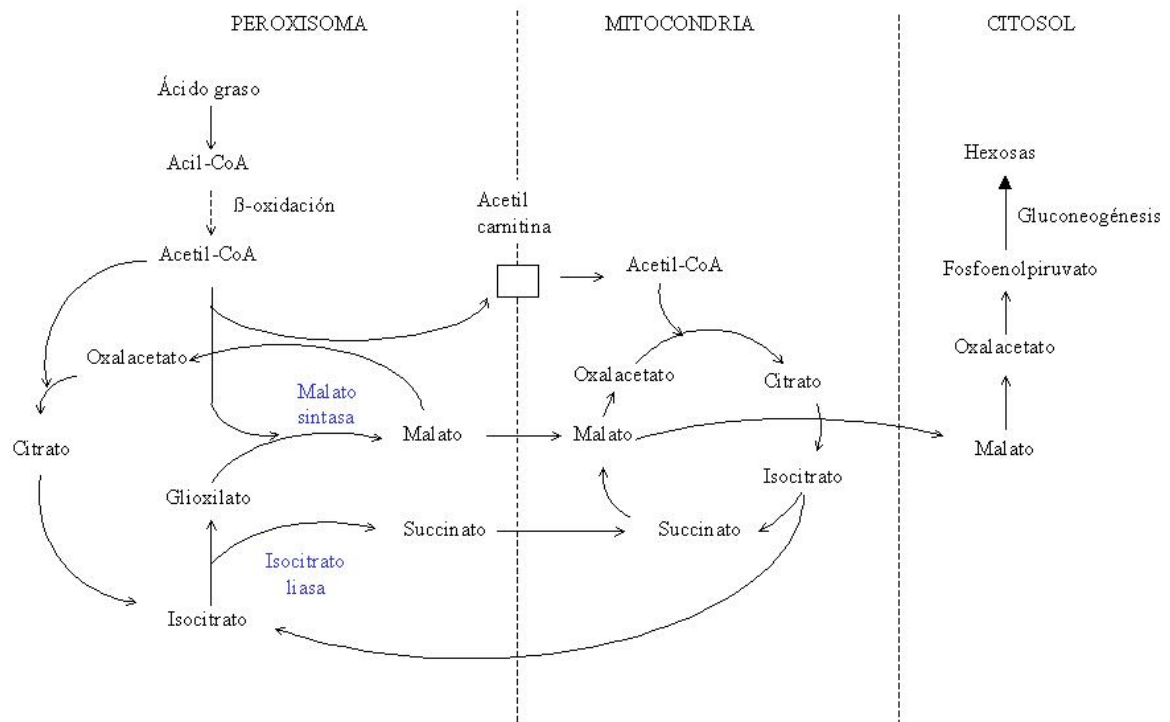 PEROXISOMA
MITOCONDRIA
CITOSOL
Ácido graso
Acil-CoA
ß-oxidación
Acetil-CoA
Acetil
carnitina
Acetil-CoA
Hexosas
Gluconeogénesis
Fosfoenolpiruvato
Oxalacetato
Oxalacetato
Citrato
Oxalacetato
Malato
sintasa
Citrato
Malato
Malato
Malato
Glioxilato
Isocitrato
Succinato
Succinato
Isocitrato
liasa
Isocitrato